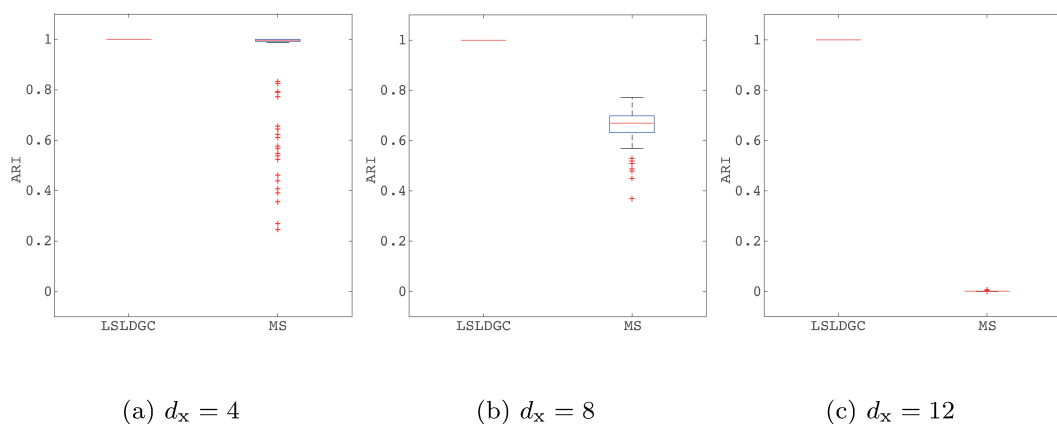 1
0.8
0.6
0.4
0.2
0
ARI
LSLDGC MS
(a) dₓ = 4
1
0.8
0.6
0.4
0.2
0
ARI
LSLDGC MS
(b) dₓ = 8
1
0.8
0.6
0.4
0.2
0
ARI
LSLDGC MS
(c) dₓ = 12